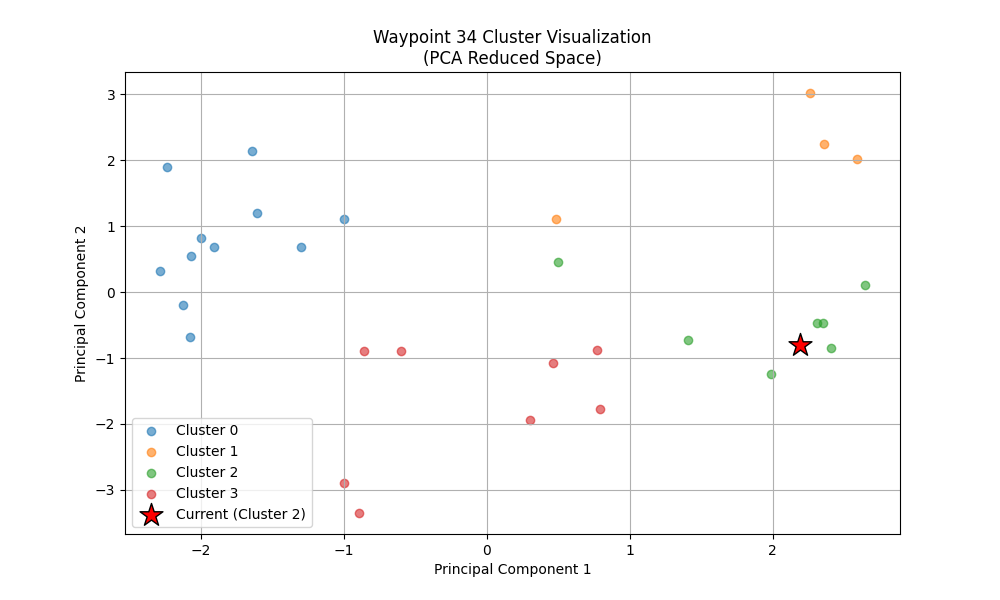 Waypoint 34 Cluster Visualization
(PCA Reduced Space)
Principal Component 2
3
2
1
0
−1
−2
−3
Cluster 0
Cluster 1
Cluster 2
Cluster 3
Current (Cluster 2)
−2
−1
0
1
2
Principal Component 1